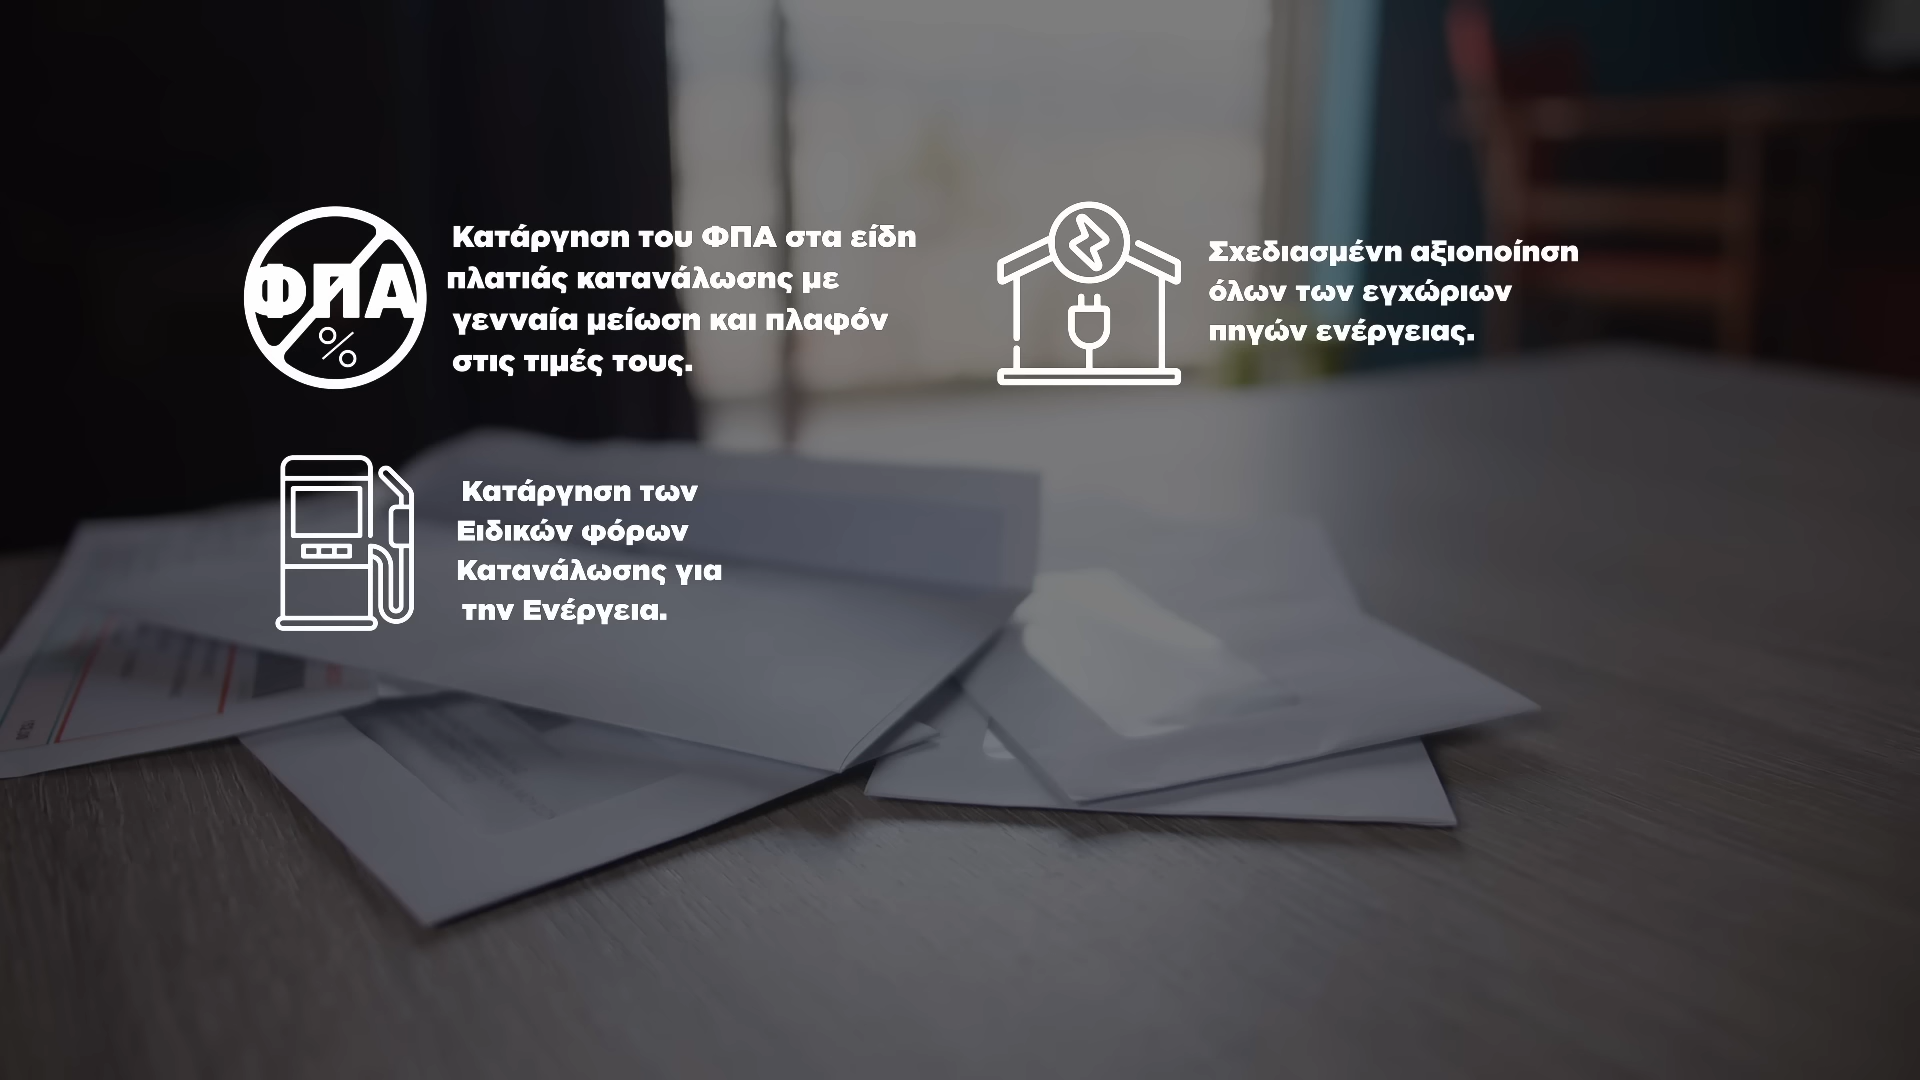 ΦΠΑ
%
Κατάργηση του ΦΠΑ στα είδη
πλατιάς κατανάλωσης με
γενναία μείωση και πλαφόν
στις τιμές τους.
Σχεδιασμένη αξιοποίηση
όλων των εγχώριων
πηγών ενέργειας.
Κατάργηση των
Ειδικών φόρων
Κατανάλωσης για
την Ενέργεια.